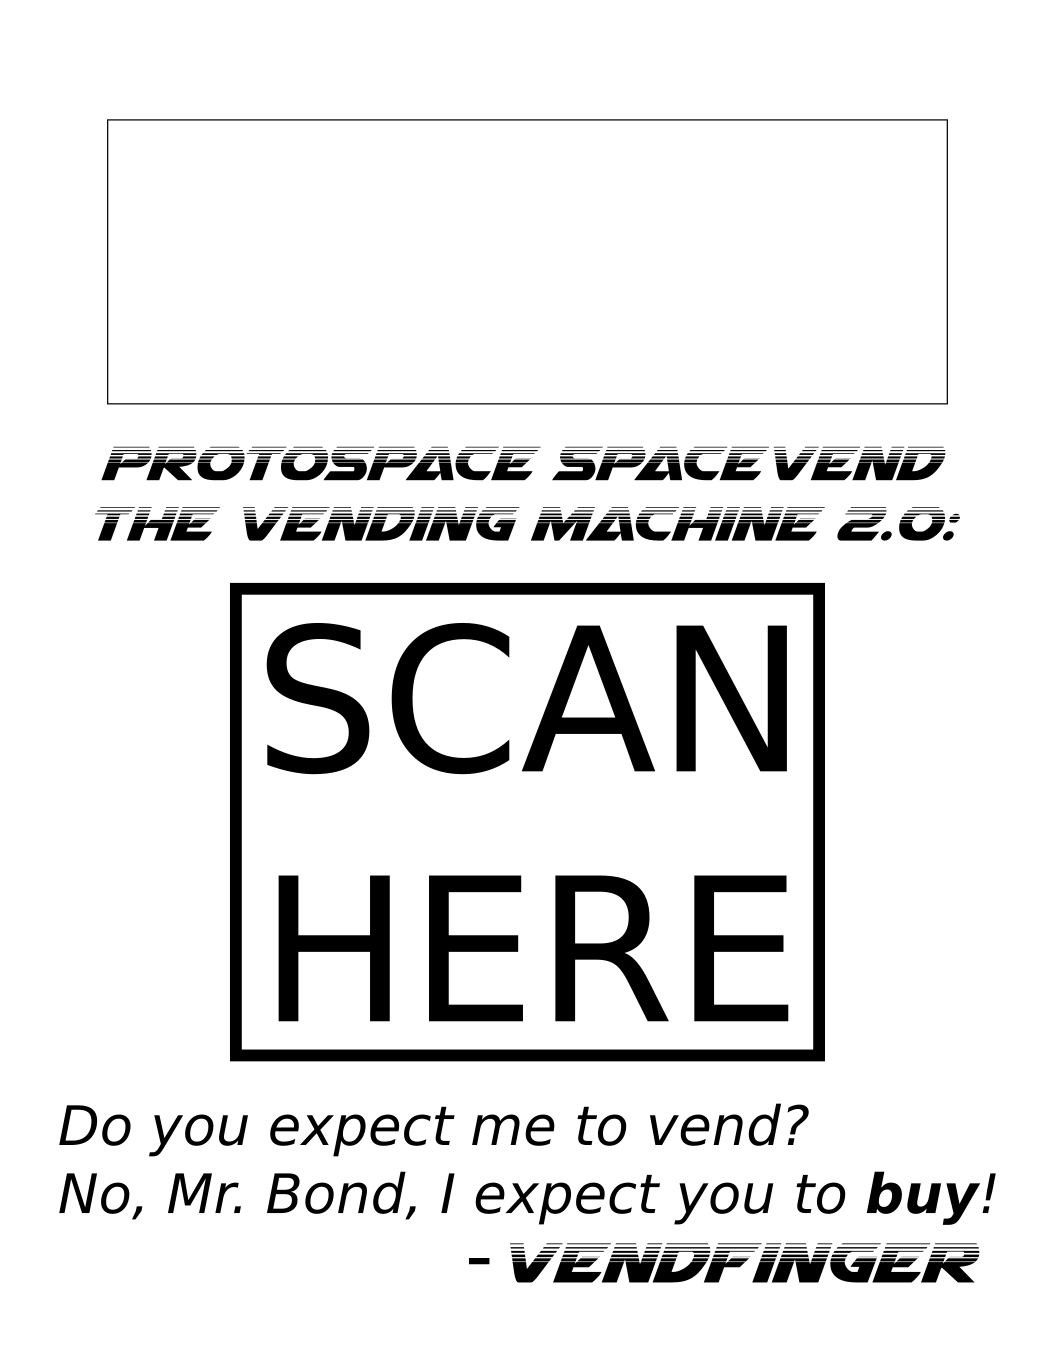 PROTOSPACE SPACEVEND
THE VENDING MACHINE 2.0:
SCAN
HERE
Do you expect me to vend?
No, Mr. Bond, I expect you to buy!
- VENDFINGER